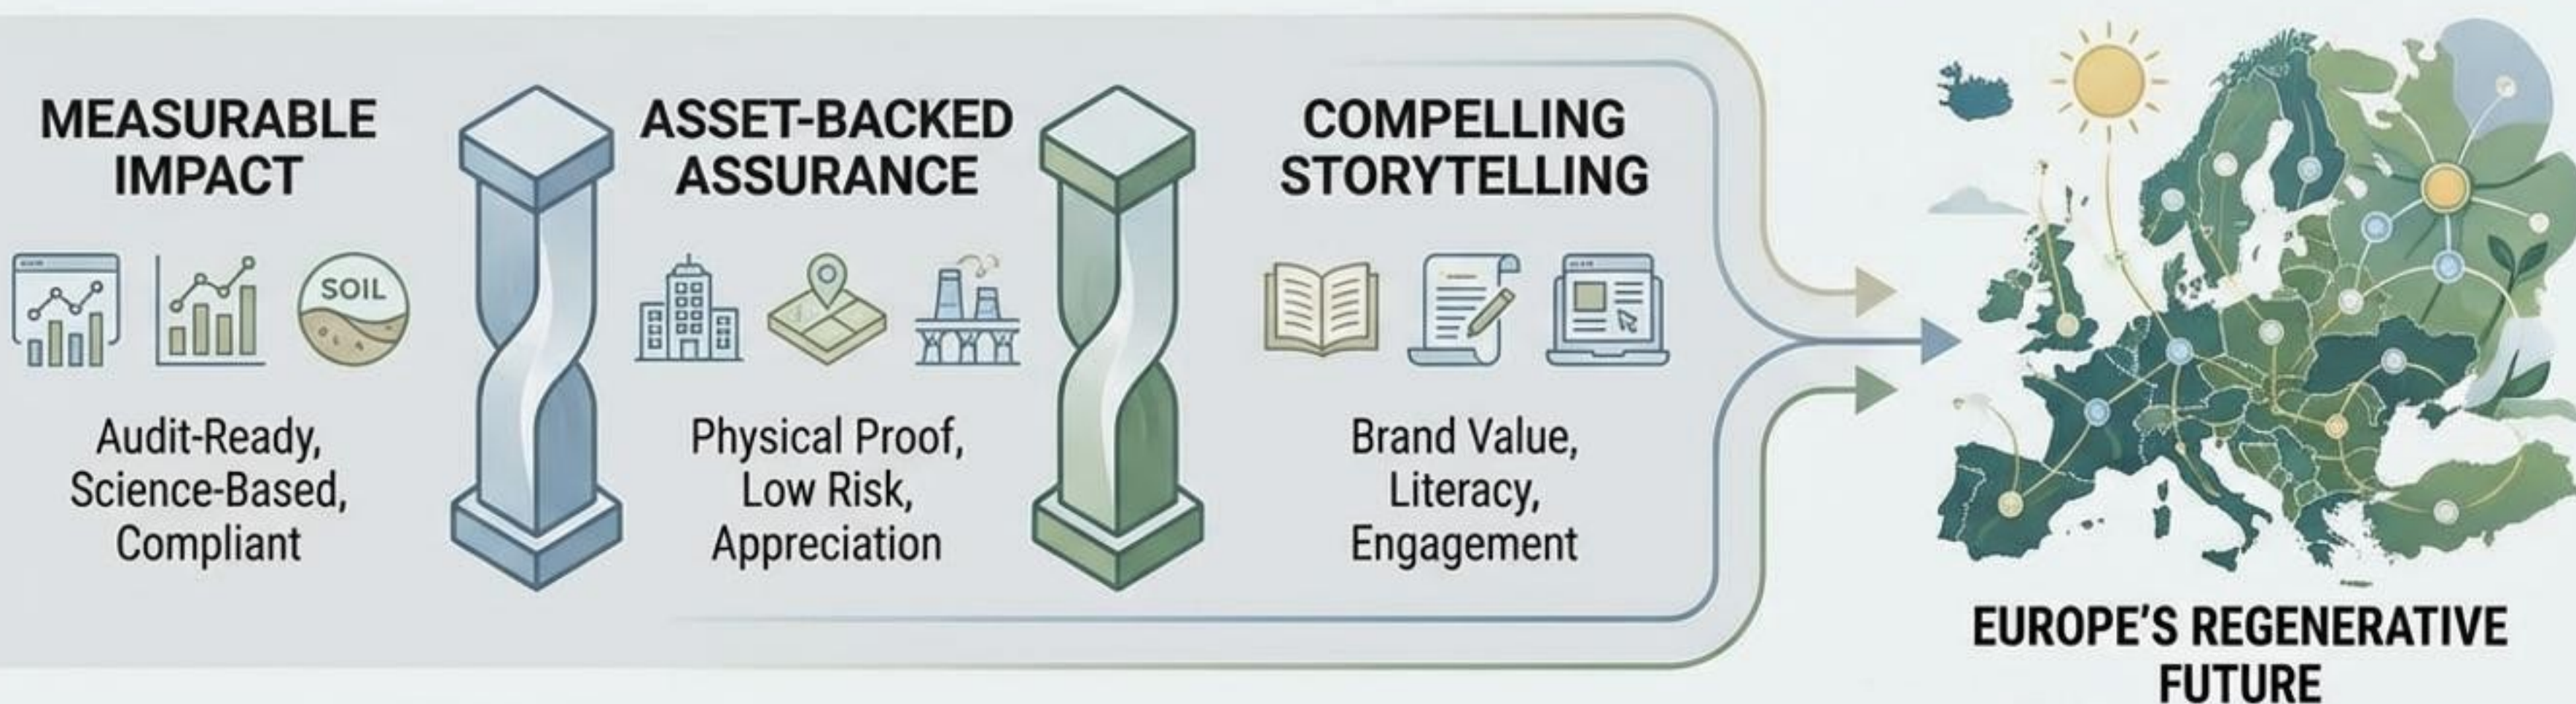 MEASURABLE
IMPACT
SOIL
Audit-Ready,
Science-Based,
Compliant
ASSET-BACKED
ASSURANCE
Physical Proof,
Low Risk,
Appreciation
COMPELLING
STORYTELLING
Brand Value,
Literacy,
Engagement
EUROPE'S REGENERATIVE
FUTURE